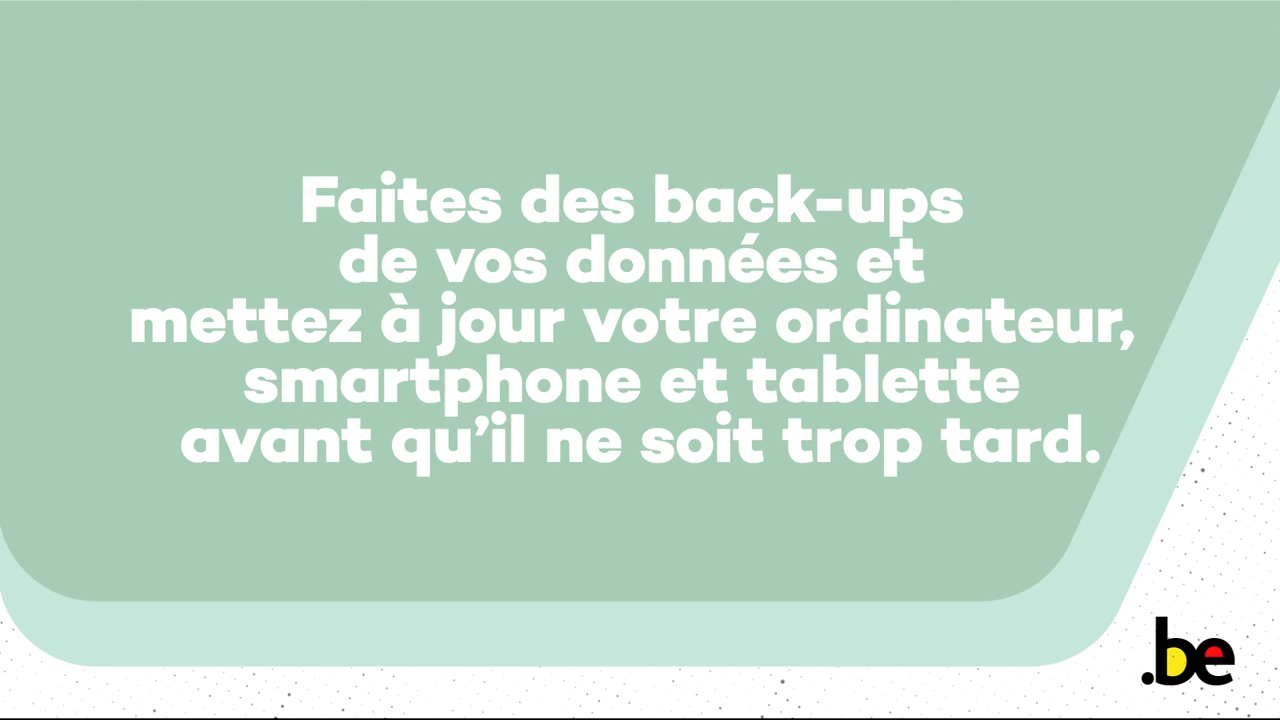 Faites des back-ups
de vos données et
mettez à jour votre ordinateur,
smartphone et tablette
avant qu’il ne soit trop tard.
.be